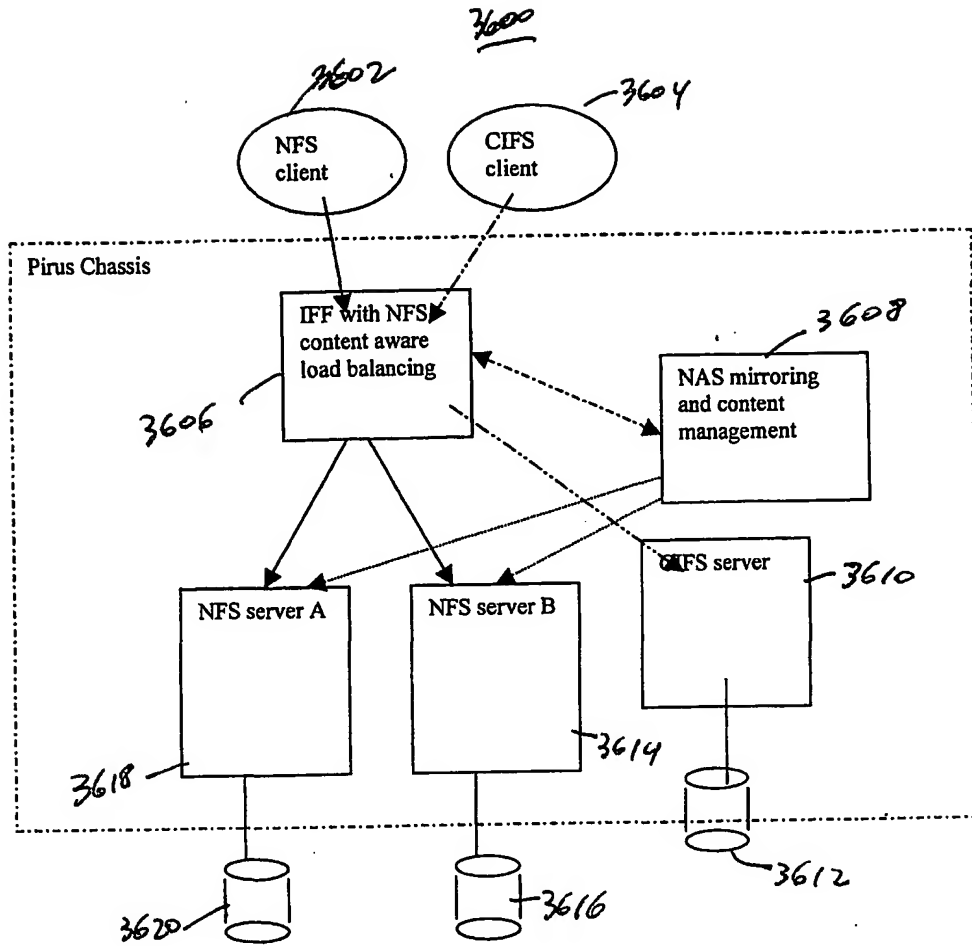 3600
3602
3604
NFS
client
CIFS
client
Pirus Chassis
IFF with NFS
content aware
load balancing
3606
3608
NAS mirroring
and content
management
CIFS server
3610
NFS server A
NFS server B
3618
3614
3620
3616
3612